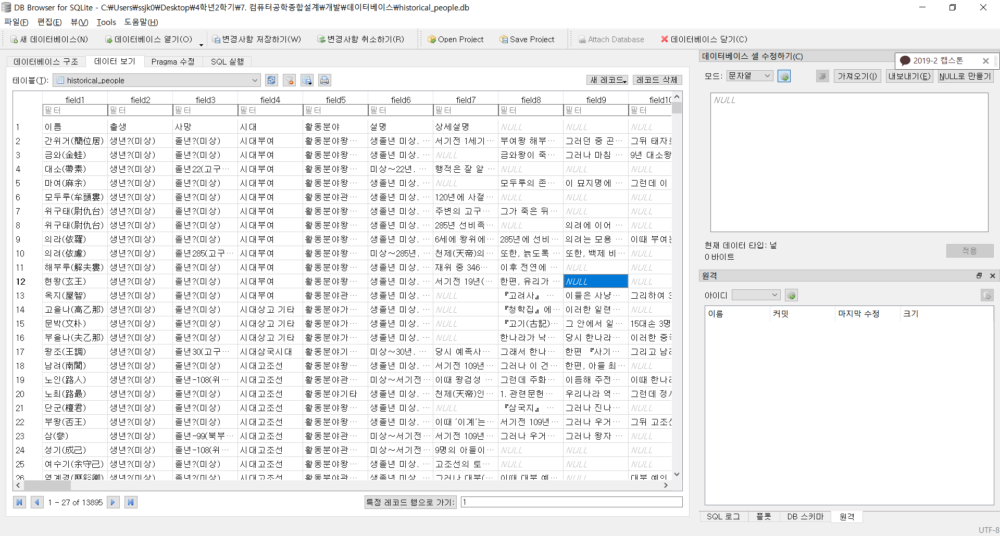 DB Browser for SQLite - C:₩Users₩ssjk0₩Desktop₩4학년2학기₩7. 컴퓨터공학종합설계₩개발₩데이터베이스₩historical_people.db
파일(F) 편집(E) 뷰(V) Tools 도움말(H)
새 데이터베이스(N) 데이터베이스 열기(O) 변경사항 저장하기(W) 변경사항 취소하기(R) Open Project Save Project Attach Database 데이터베이스 닫기(C)
데이터베이스 구조 데이터 보기 Pragma 수정 SQL 실행
테이블(T): historical_people 새 레코드 레코드 삭제
field1 field2 field3 field4 field5 field6 field7 field8 field9 field10
필터 필터 필터 필터 필터 필터 필터 필터 필터 필터
1 이름 출생 사망 시대 활동분야 설명 상세설명 NULL NULL NULL
2 간위거(簡位居) 생년?(미상) 졸년?(미상) 시대부여 활동분야왕… 생졸년 미상. … 서기전 1세기… 부여왕 해부… 그러던 중 곤… 그뒤 태자로
3 금와(金蛙) 생년?(미상) 졸년?(미상) 시대부여 활동분야왕… 생졸년 미상. … NULL 금와왕이 죽… 그러나 마침 … 9년 대소왕
4 대소(帶素) 생년?(미상) 졸년22(고구… 시대부여 활동분야왕… 미상～22년. … 행적은 잘 알 … NULL NULL NULL
5 마여(麻余) 생년?(미상) 졸년?(미상) 시대부여 활동분야왕… 생졸년 미상. … NULL 모두루의 존… 이 묘지명에 … 그런데 이
6 모두루(牟頭婁) 생년?(미상) 졸년?(미상) 시대부여 활동분야관… 생졸년 미상. … 120년에 사절… NULL NULL NULL
7 위구태(尉仇台) 생년?(미상) 졸년?(미상) 시대부여 활동분야왕… 생졸년 미상. … 주변의 고구… 그가 죽은 뒤… NULL NULL
8 위구태(尉仇台) 생년?(미상) 졸년?(미상) 시대부여 활동분야왕… 생졸년 미상. … 285년 선비족… NULL 의려에 이어 … NULL
9 의라(依羅) 생년?(미상) 졸년?(미상) 시대부여 활동분야왕… 생졸년 미상. … 6세에 왕위에… 285년에 선비… 의려는 모용 … 이때 부여는
10 의려(依慮) 생년?(미상) 졸년285(고구… 시대부여 활동분야왕… 미상～285년. … 천제(天帝)의… 또한, 늙도록 … 또한, 백제 비… NULL
11 해부루(解夫婁) 생년?(미상) 졸년?(미상) 시대부여 활동분야왕… 생졸년 미상. … 재위 중 346… 이후 전연에 … NULL NULL
12 현왕(玄王) 생년?(미상) 졸년?(미상) 시대부여 활동분야왕… 생졸년 미상. … 서기전 19년(… 한편, 유리가 … NULL NULL
13 옥지(屋智) 생년?(미상) 졸년?(미상) 시대부여 활동분야관… 생졸년 미상. … NULL 『고려사』 … 이들은 사냥… 그리하여
14 고을나(高乙那) 생년?(미상) 졸년?(미상) 시대상고 기타 활동분야가… 생졸년 미상. … NULL 『청학집』에… 이러한 일련… NULL
15 문박(文朴) 생년?(미상) 졸년?(미상) 시대상고 기타 활동분야가… 생졸년 미상. … NULL 『고기(古記)… 그 안에서 일… 15대손 3명
16 부을나(夫乙那) 생년?(미상) 졸년?(미상) 시대상고 기타 활동분야가… 생졸년 미상. … NULL 한나라가 낙… 당시 한나라… 이러한 중국
17 왕조(王調) 생년?(미상) 졸년30(고구… 시대삼국시대 활동분야기… 미상～30년. … 당시 예족사… 그래서 한나… 한편 『사기… 그리고 남려
18 남려(南閭) 생년?(미상) 졸년?(미상) 시대고조선 활동분야왕… 생졸년 미상. … 서기전 109년… 그러나 이 건… 한편, 아들 최… NULL
19 노인(路人) 생년?(미상) 졸년-108(위… 시대고조선 활동분야관… 미상～서기전… 이때 왕검성 … 그런데 주화… 이듬해 주전… 이때 한나라
20 노최(路最) 생년?(미상) 졸년?(미상) 시대고조선 활동분야기타 생졸년 미상. … 천제(天帝)인… 1. 관련문헌… 우리나라 역… 그런데 정사
21 단군(檀君) 생년?(미상) 졸년?(미상) 시대고조선 활동분야왕… 생졸년 미상. … NULL 『삼국지』 … 그러나 진나… NULL
22 부왕(否王) 생년?(미상) 졸년?(미상) 시대고조선 활동분야왕… 생졸년 미상. … 이때 ‘이계’는… 서기전 109년… 그러나 우거… 그뒤 고조선
23 삼(參) 생년?(미상) 졸년-99(북부… 시대고조선 활동분야관… 미상～서기전… 서기전 109년… 그러나 우거… 그러나 왕자 … NULL
24 성기(成己) 생년?(미상) 졸년-108(위… 시대고조선 활동분야관… 미상～서기전… 9명의 아들이… NULL NULL NULL
25 여수기(余守己) 생년?(미상) 졸년?(미상) 시대고조선 활동분야왕… 생졸년 미상. … 고조선의 토… NULL NULL NULL
26 역계경(歷谿卿) 생년?(미상) 졸년?(미상) 시대고조선 활동분야관… 생졸년 미상. … 그러나 대부(… 이때 대부 예… NULL 대부 예인
1 - 27 of 13895 특정 레코드 행으로 가기: 1
데이터베이스 셀 수정하기(C)
2019-2 캡스톤
모드: 문자열 가져오기(I) 내보내기(E) NULL로 만들기
NULL
현재 데이터 타입: 널
0 바이트
적용
원격
아이디
이름 커밋 마지막 수정 크기
SQL 로그 플롯 DB 스키마 원격
UTF-8